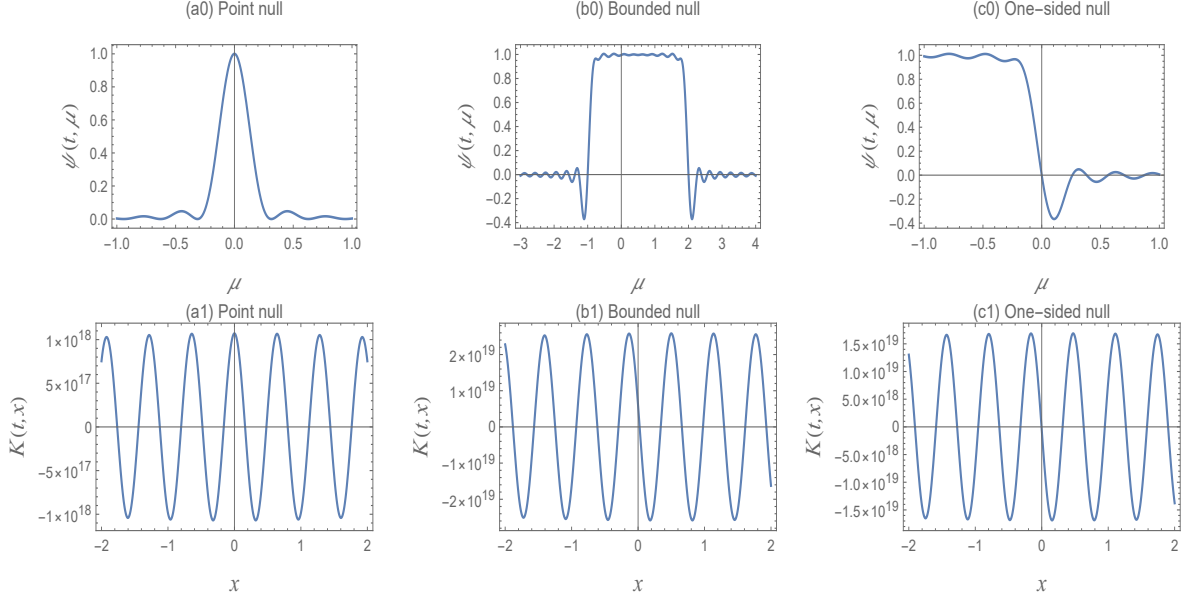 (a0) Point null
1.0
0.8
0.6
0.4
0.2
0.0
ψ(t, μ)
−1.0 −0.5 0.0 0.5 1.0
μ
(b0) Bounded null
1.0
0.8
0.6
0.4
0.2
0.0
−0.2
−0.4
ψ(t, μ)
−3 −2 −1 0 1 2 3 4
μ
(c0) One−sided null
1.0
0.8
0.6
0.4
0.2
0.0
−0.2
−0.4
ψ(t, μ)
−1.0 −0.5 0.0 0.5 1.0
μ
(a1) Point null
1×10^18
5×10^17
0
−5×10^17
−1×10^18
K(t,x)
−2 −1 0 1 2
x
(b1) Bounded null
2×10^19
1×10^19
0
−1×10^19
−2×10^19
K(t,x)
−2 −1 0 1 2
x
(c1) One−sided null
1.5×10^19
1.0×10^19
5.0×10^18
0
−5.0×10^18
−1.0×10^19
−1.5×10^19
K(t,x)
−2 −1 0 1 2
x